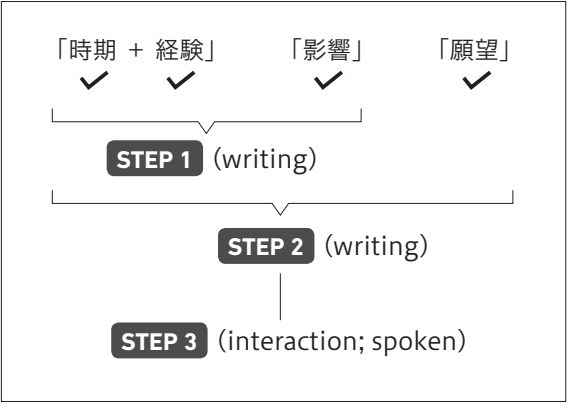 「時期 + 経験」 「影響」 「願望」
STEP 1 (writing)
STEP 2 (writing)
STEP 3 (interaction; spoken)